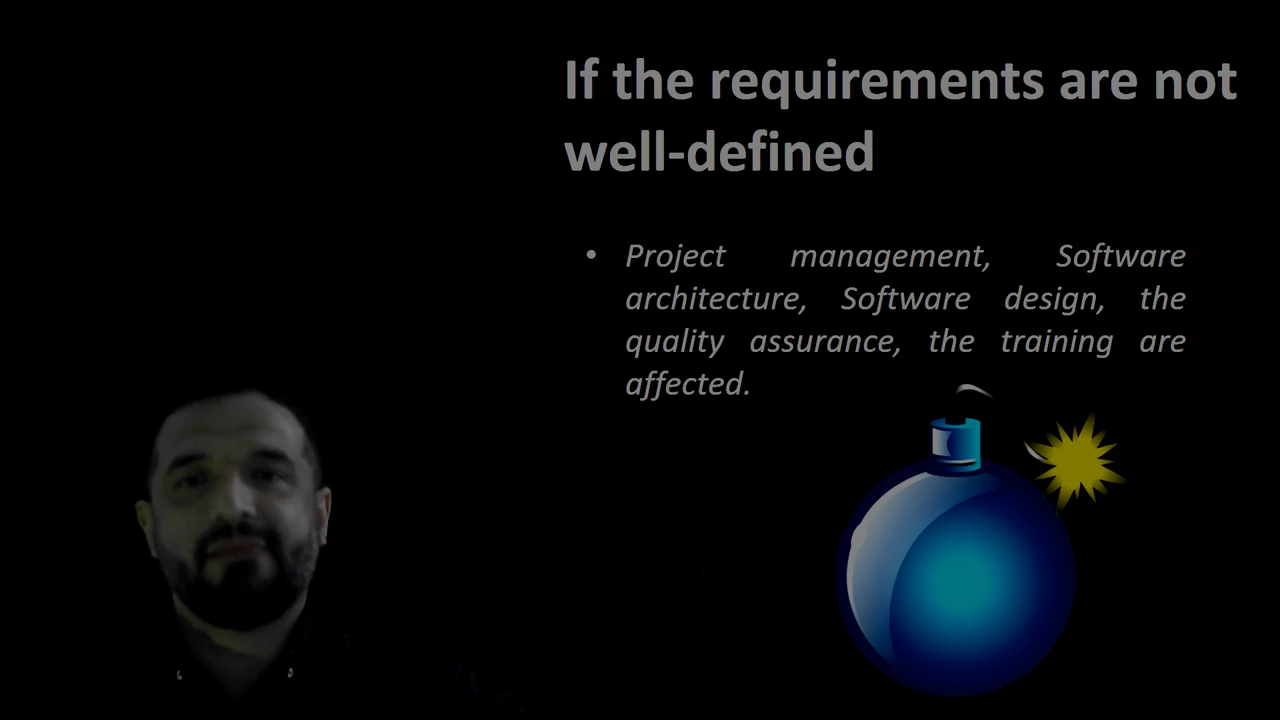 If the requirements are not
well-defined
• Project management, Software
architecture, Software design, the
quality assurance, the training are
affected.